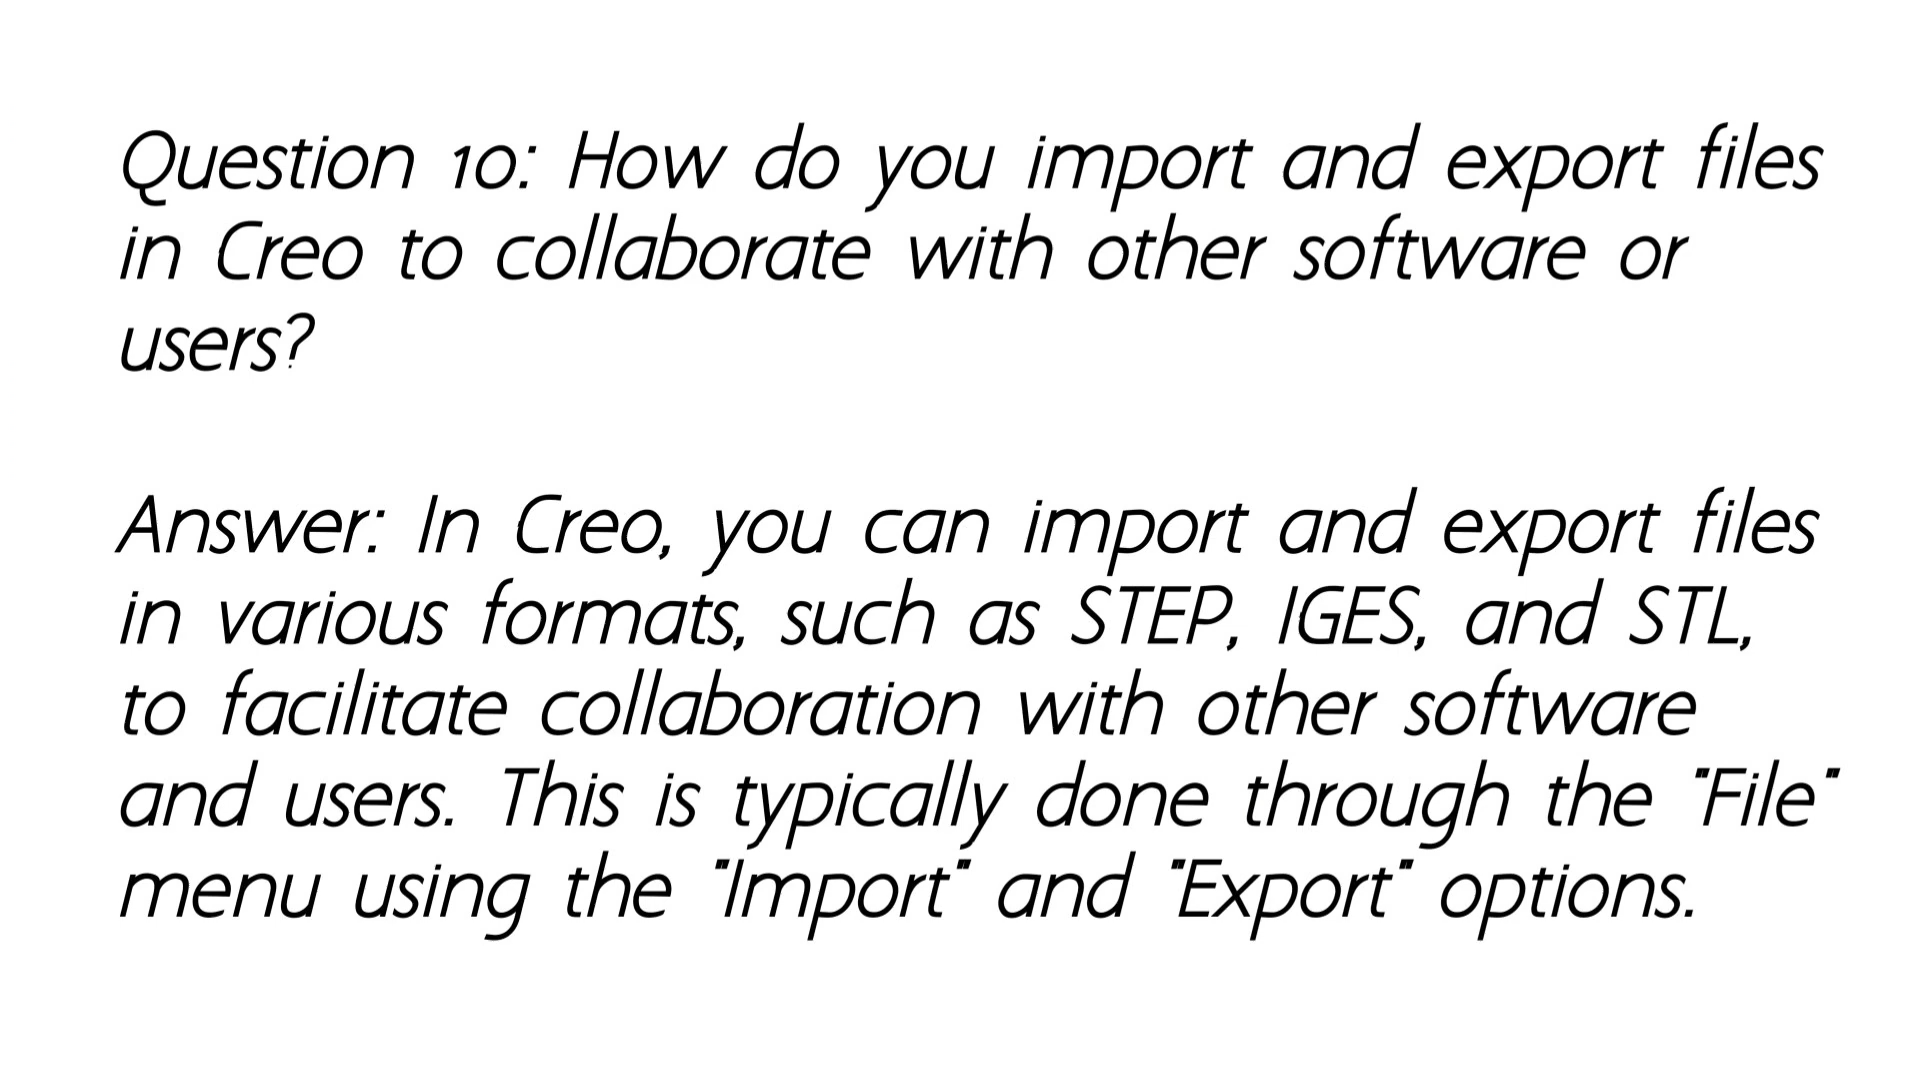 Question 10: How do you import and export files
in Creo to collaborate with other software or
users?
Answer: In Creo, you can import and export files
in various formats, such as STEP, IGES, and STL,
to facilitate collaboration with other software
and users. This is typically done through the "File"
menu using the "Import" and "Export" options.